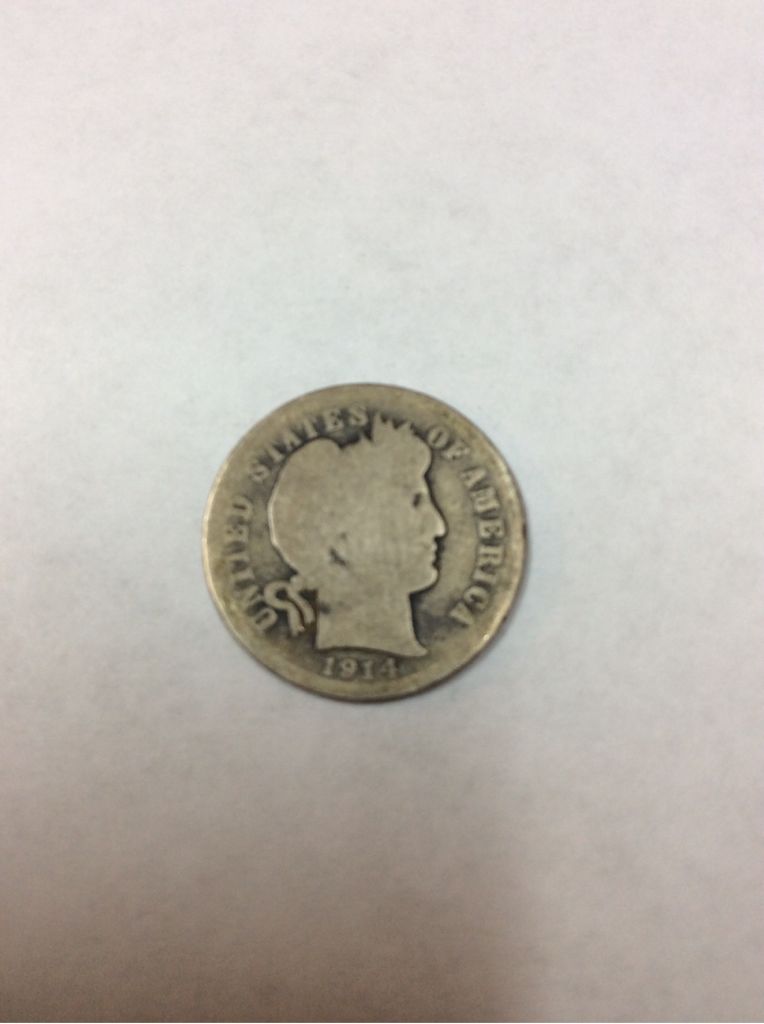 UNITED STATES OF AMERICA
1914